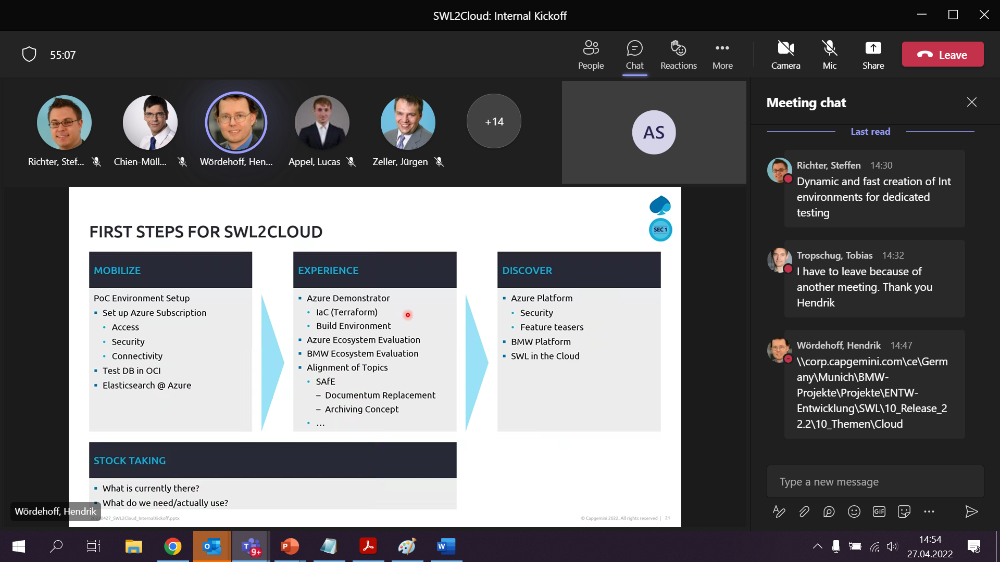 SWL2Cloud: Internal Kickoff
55:07
People
Chat
Reactions
More
Camera
Mic
Share
Leave
Richter, Stef...
Chien-Müll...
Wördehoff, Hen...
Appel, Lucas
Zeller, Jürgen
+14
AS
FIRST STEPS FOR SWL2CLOUD
SEC 1
MOBILIZE
PoC Environment Setup
Set up Azure Subscription
Access
Security
Connectivity
Test DB in OCI
Elasticsearch @ Azure
EXPERIENCE
Azure Demonstrator
IaC (Terraform)
Build Environment
Azure Ecosystem Evaluation
BMW Ecosystem Evaluation
Alignment of Topics
SAfE
– Documentum Replacement
– Archiving Concept
...
DISCOVER
Azure Platform
Security
Feature teasers
BMW Platform
SWL in the Cloud
STOCK TAKING
What is currently there?
What do we need/actually use?
Wördehoff, Hendrik
20220427_SWL2Cloud_InternalKickoff.pptx
© Capgemini 2022. All rights reserved | 21
Meeting chat
Last read
Richter, Steffen 14:30
Dynamic and fast creation of Int
environments for dedicated
testing
Tropschug, Tobias 14:32
I have to leave because of
another meeting. Thank you
Hendrik
Wördehoff, Hendrik 14:47
\\corp.capgemini.com\ce\Germ
any\Munich\BMW-
Projekte\Projekte\ENTW-
Entwicklung\SWL\10_Release_2
2.2\10_Themen\Cloud
Type a new message
GIF
9+
14:54
27.04.2022